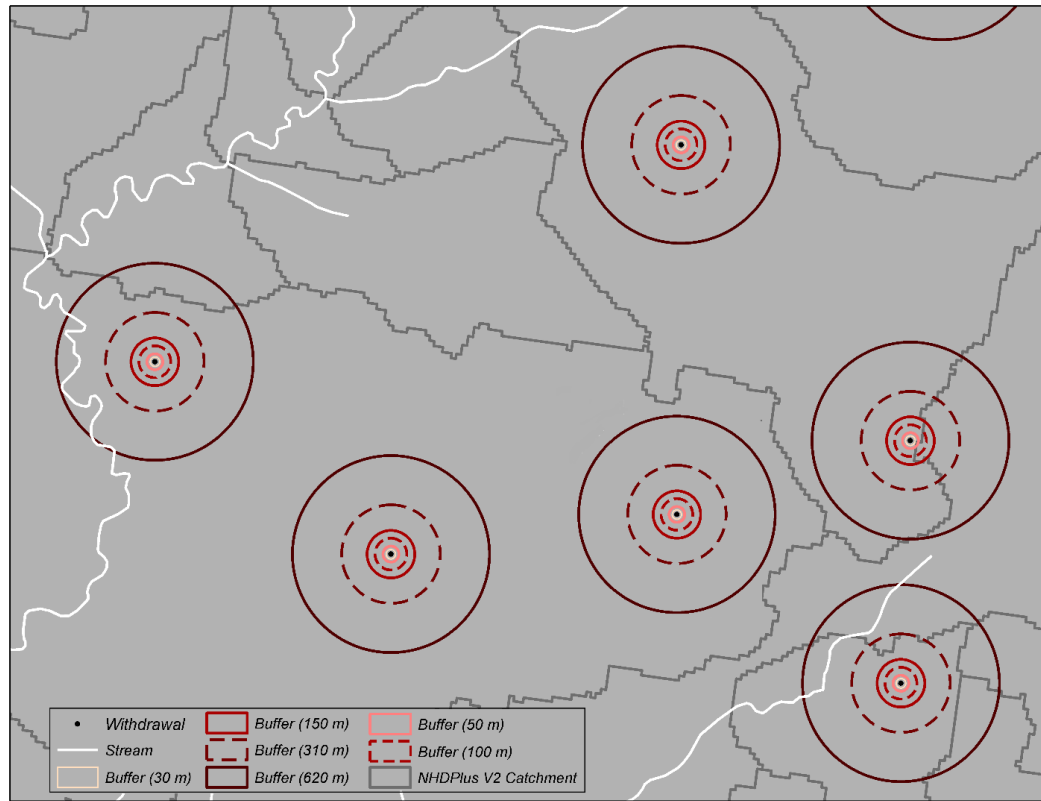 Withdrawal Buffer (150 m) Buffer (50 m)
Stream Buffer (310 m) Buffer (100 m)
Buffer (30 m) Buffer (620 m) NHDPlus V2 Catchment